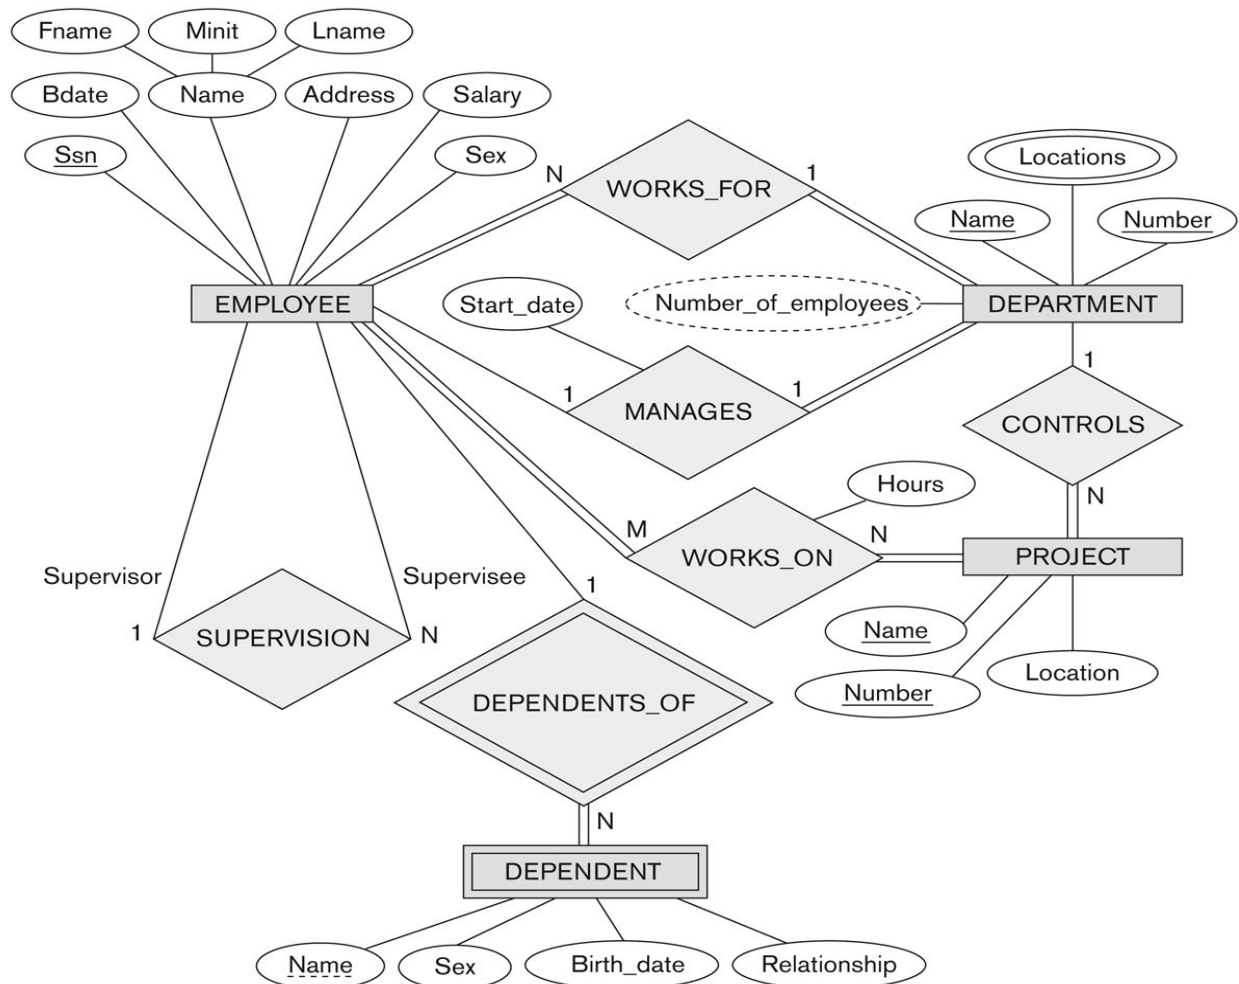 Fname
Minit
Lname
Bdate
Name
Address
Salary
Ssn
Sex
N
WORKS_FOR
1
Locations
Name
Number
EMPLOYEE
Start_date
Number_of_employees
DEPARTMENT
1
MANAGES
1
1
CONTROLS
N
Hours
M
WORKS_ON
N
PROJECT
Supervisor
Supervisee
1
1
SUPERVISION
N
Name
Number
Location
DEPENDENTS_OF
N
DEPENDENT
Name
Sex
Birth_date
Relationship